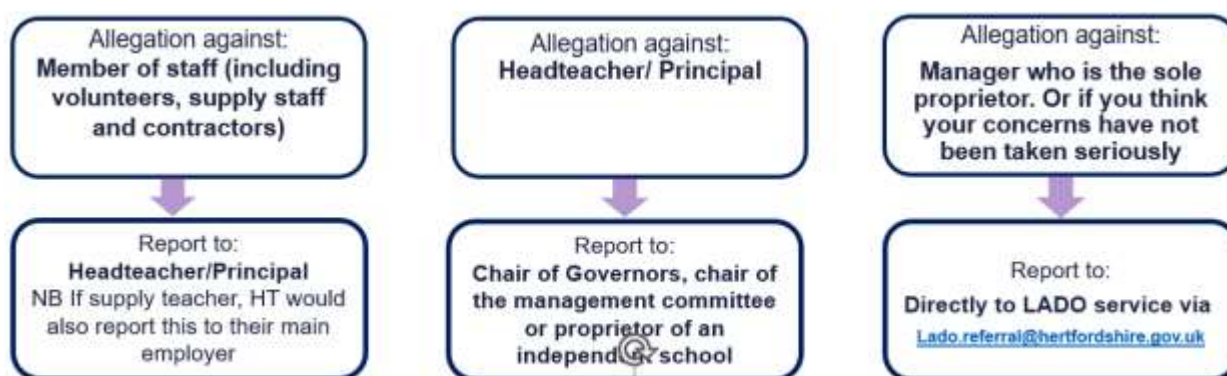 Allegation against:
Member of staff (including
volunteers, supply staff
and contractors)
Report to:
Headteacher/Principal
NB If supply teacher, HT would
also report this to their main
employer
Allegation against:
Headteacher/ Principal
Report to:
Chair of Governors, chair of
the management committee
or proprietor of an
school
Allegation against:
Manager who is the sole
proprietor. Or if you think
your concerns have not
been taken seriously
Report to:
Directly to LADO service via
Lado.referral@hertfordshire.gov.uk